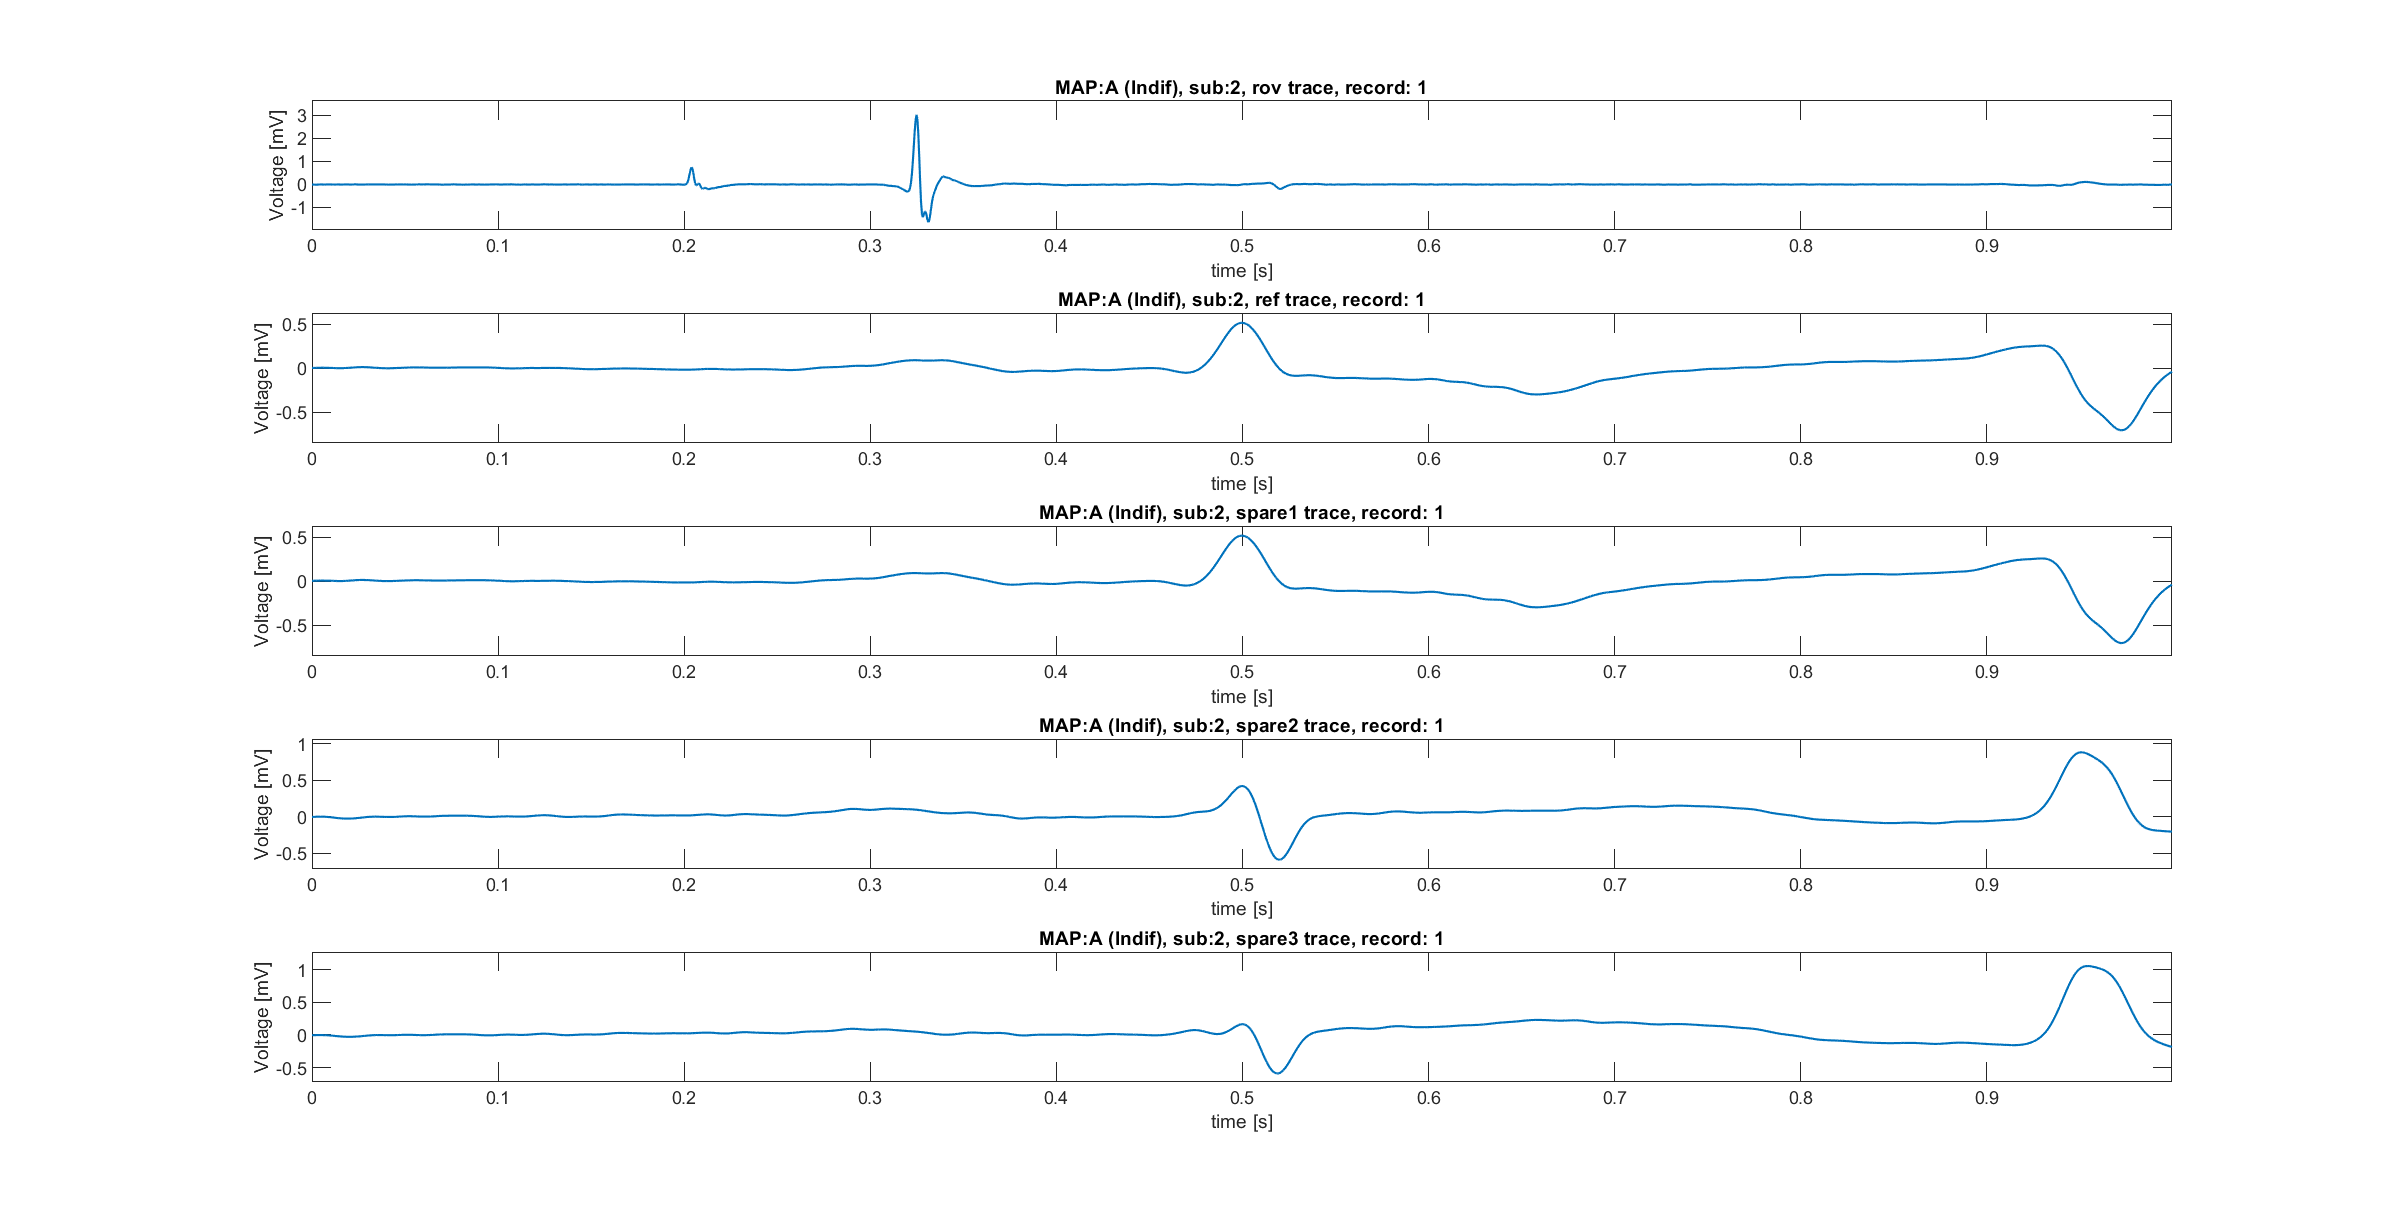 MAP:A (Indif), sub:2, rov trace, record: 1
Voltage [mV]
3
2
1
0
-1
0 0.1 0.2 0.3 0.4 0.5 0.6 0.7 0.8 0.9
time [s]
MAP:A (Indif), sub:2, ref trace, record: 1
Voltage [mV]
0.5
0
-0.5
0 0.1 0.2 0.3 0.4 0.5 0.6 0.7 0.8 0.9
time [s]
MAP:A (Indif), sub:2, spare1 trace, record: 1
Voltage [mV]
0.5
0
-0.5
0 0.1 0.2 0.3 0.4 0.5 0.6 0.7 0.8 0.9
time [s]
MAP:A (Indif), sub:2, spare2 trace, record: 1
Voltage [mV]
1
0.5
0
-0.5
0 0.1 0.2 0.3 0.4 0.5 0.6 0.7 0.8 0.9
time [s]
MAP:A (Indif), sub:2, spare3 trace, record: 1
Voltage [mV]
1
0.5
0
-0.5
0 0.1 0.2 0.3 0.4 0.5 0.6 0.7 0.8 0.9
time [s]